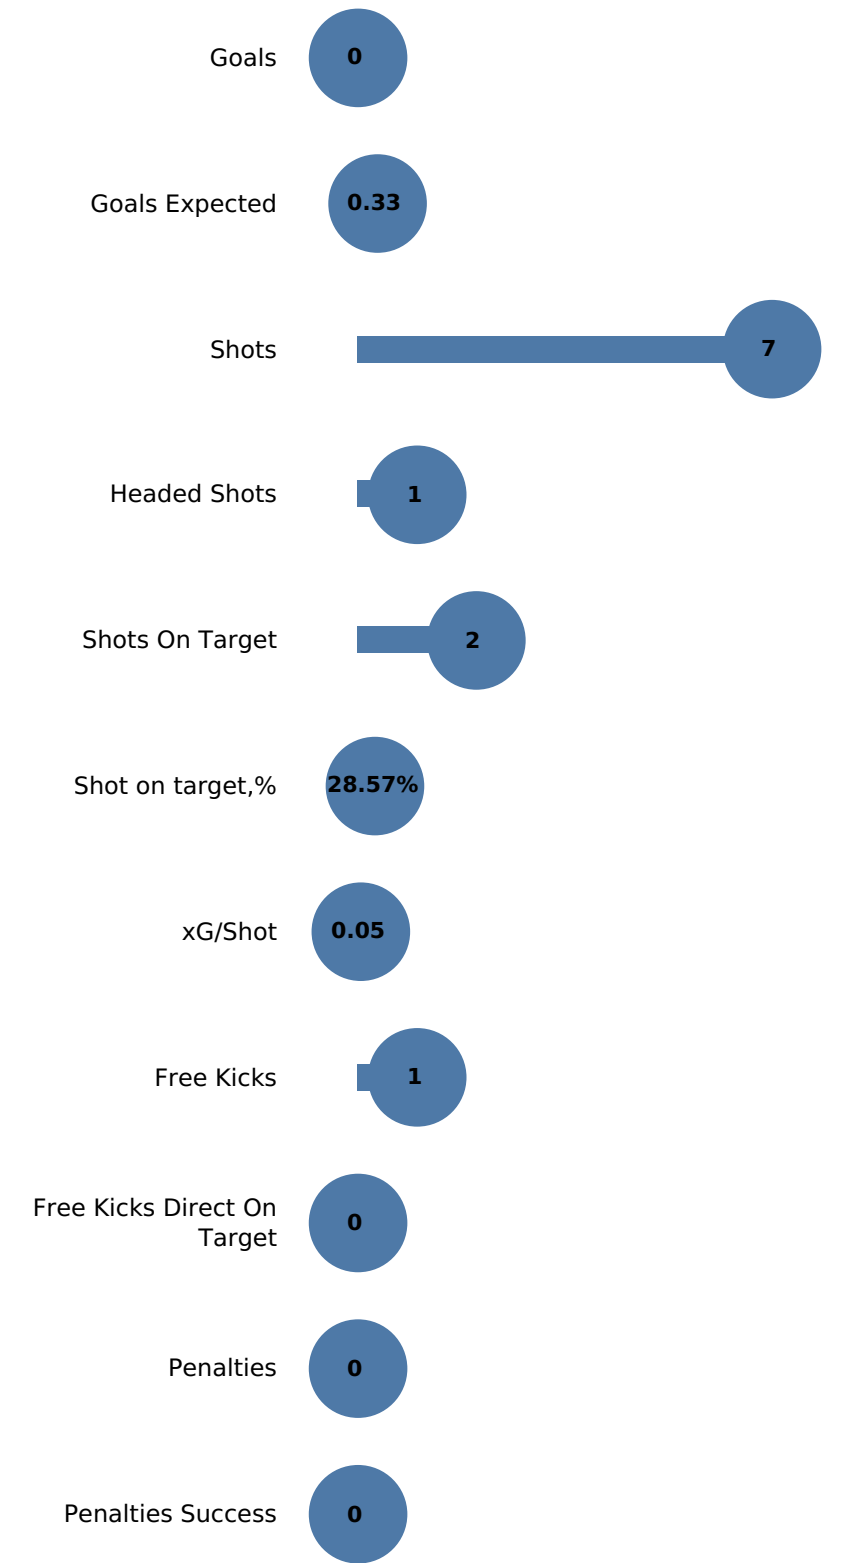 Goals
0
Goals Expected
0.33
Shots
7
Headed Shots
1
Shots On Target
2
Shot on target,%
28.57%
xG/Shot
0.05
Free Kicks
1
Free Kicks Direct On
Target
0
Penalties
0
Penalties Success
0